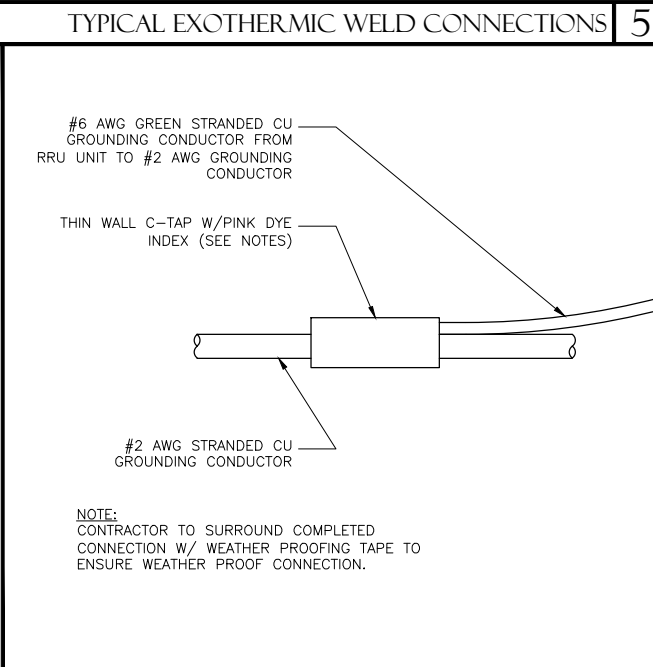 TYPICAL EXOTHERMIC WELD CONNECTIONS 5
#6 AWG GREEN STRANDED CU
GROUNDING CONDUCTOR FROM
RRU UNIT TO #2 AWG GROUNDING
CONDUCTOR
THIN WALL C-TAP W/PINK DYE
INDEX (SEE NOTES)
#2 AWG STRANDED CU
GROUNDING CONDUCTOR
NOTE:
CONTRACTOR TO SURROUND COMPLETED
CONNECTION W/ WEATHER PROOFING TAPE TO
ENSURE WEATHER PROOF CONNECTION.